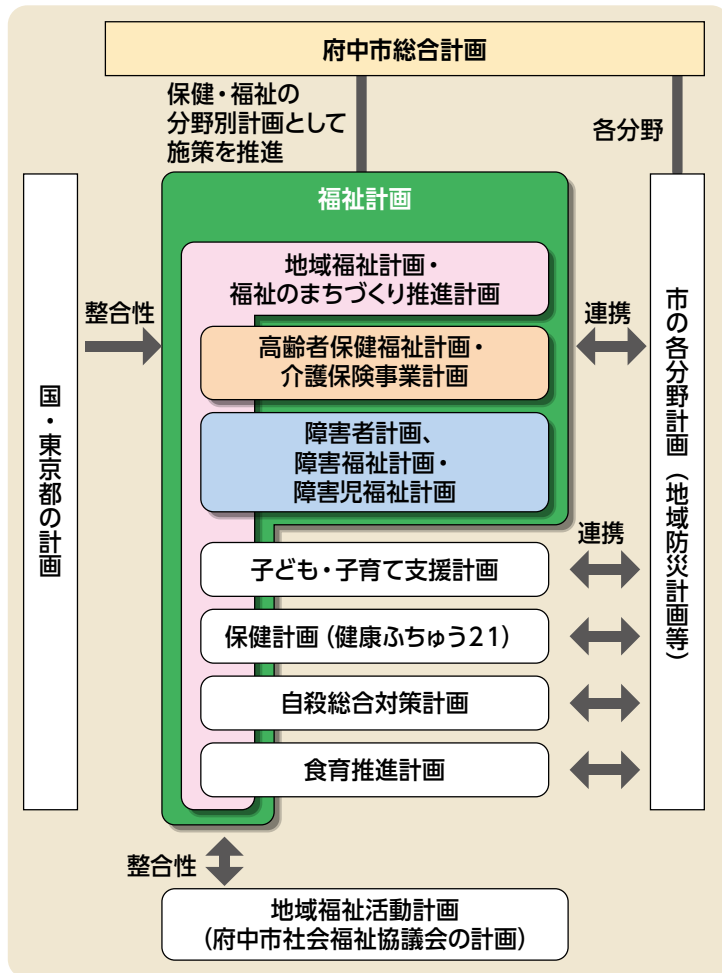 府中市総合計画
保健・福祉の
分野別計画として
施策を推進
各分野
福祉計画
地域福祉計画・
福祉のまちづくり推進計画
整合性
連携
高齢者保健福祉計画・
介護保険事業計画
国・東京都の計画
市の各分野計画（地域防災計画等）
障害者計画、
障害福祉計画・
障害児福祉計画
連携
子ども・子育て支援計画
保健計画（健康ふちゅう21）
自殺総合対策計画
食育推進計画
整合性
地域福祉活動計画
（府中市社会福祉協議会の計画）